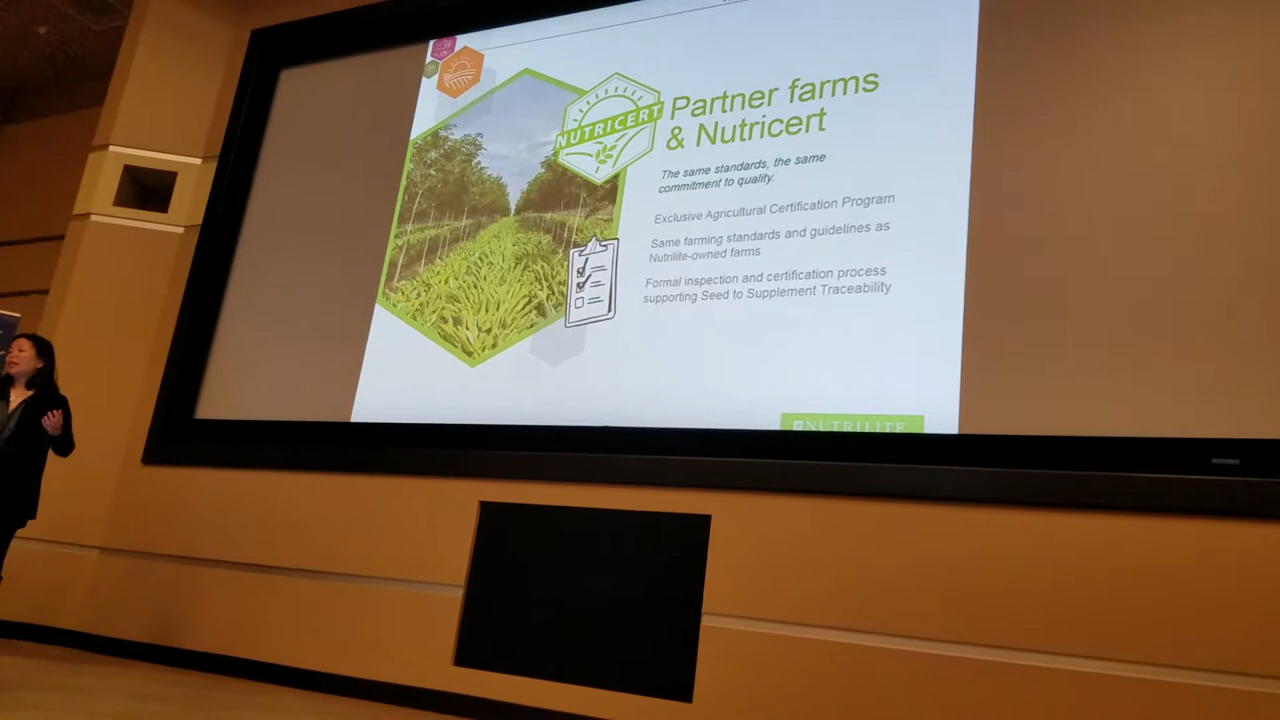 NUTRICERT
Partner farms
& Nutricert
The same standards, the same
commitment to quality.
Exclusive Agricultural Certification Program
Same farming standards and guidelines as
Nutrilite-owned farms
Formal inspection and certification process
supporting Seed to Supplement Traceability
NUTRILITE